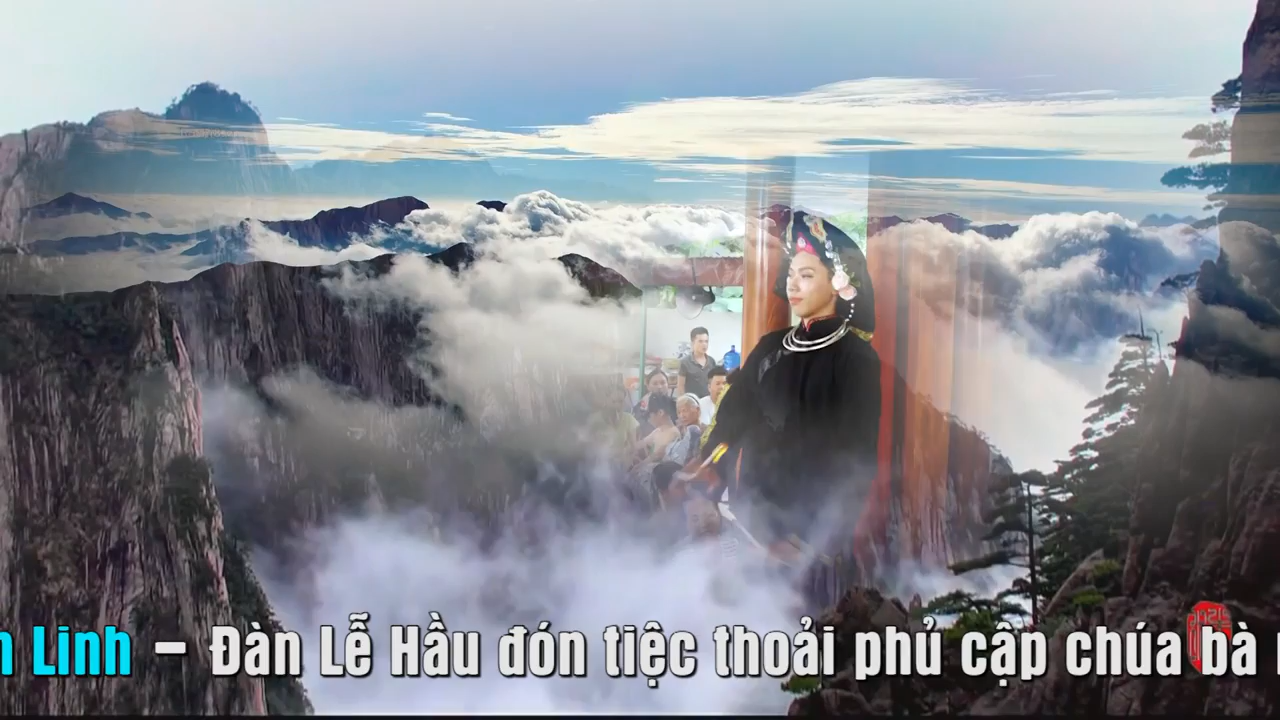 Linh – Đàn Lễ Hầu đón tiệc thoải phủ cập chúa bà